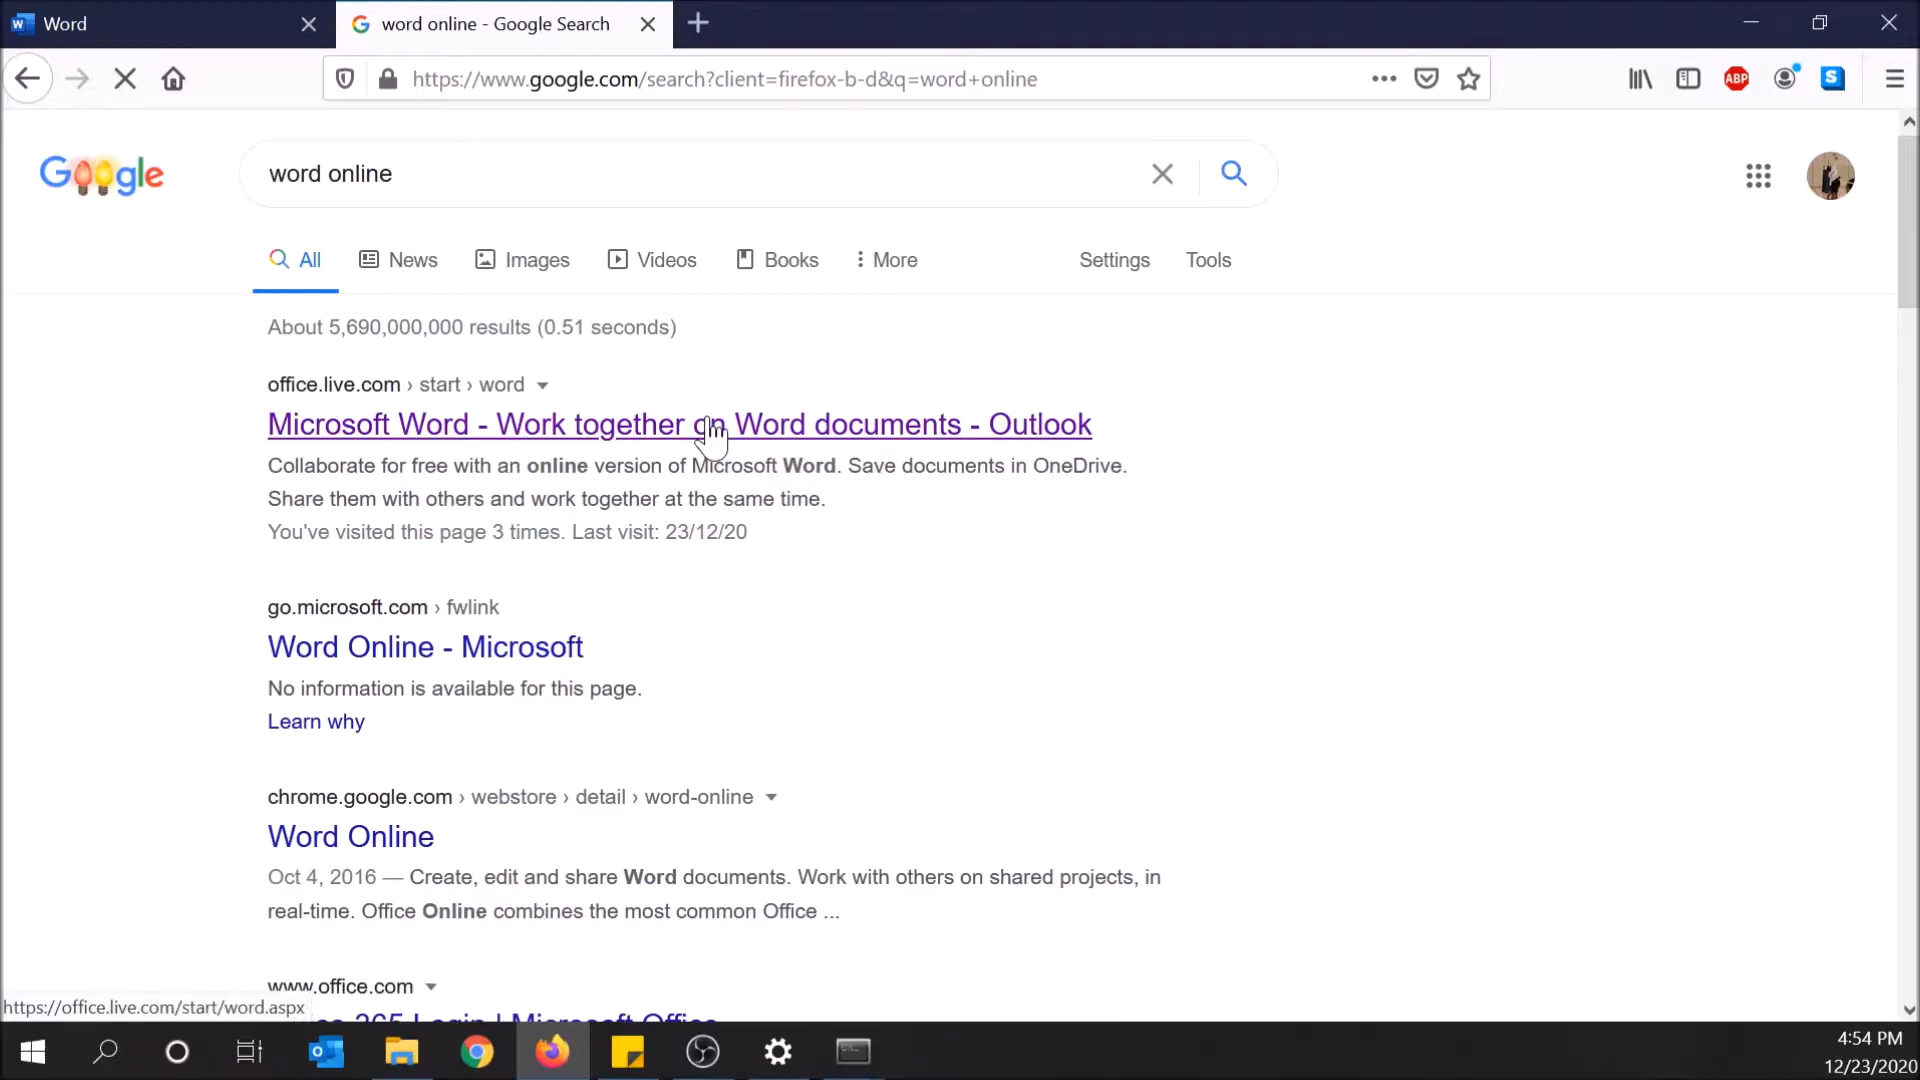 Word
word online - Google Search
https://www.google.com/search?client=firefox-b-d&q=word+online
ABP
S
Google
word online
All
News
Images
Videos
Books
More
Settings
Tools
About 5,690,000,000 results (0.51 seconds)
office.live.com › start › word
Microsoft Word - Work together on Word documents - Outlook
Collaborate for free with an online version of Microsoft Word. Save documents in OneDrive.
Share them with others and work together at the same time.
You've visited this page 3 times. Last visit: 23/12/20
go.microsoft.com › fwlink
Word Online - Microsoft
No information is available for this page.
Learn why
chrome.google.com › webstore › detail › word-online
Word Online
Oct 4, 2016 — Create, edit and share Word documents. Work with others on shared projects, in
real-time. Office Online combines the most common Office ...
www.office.com
365 Login | Microsoft Office
https://office.live.com/start/word.aspx
4:54 PM
12/23/2020